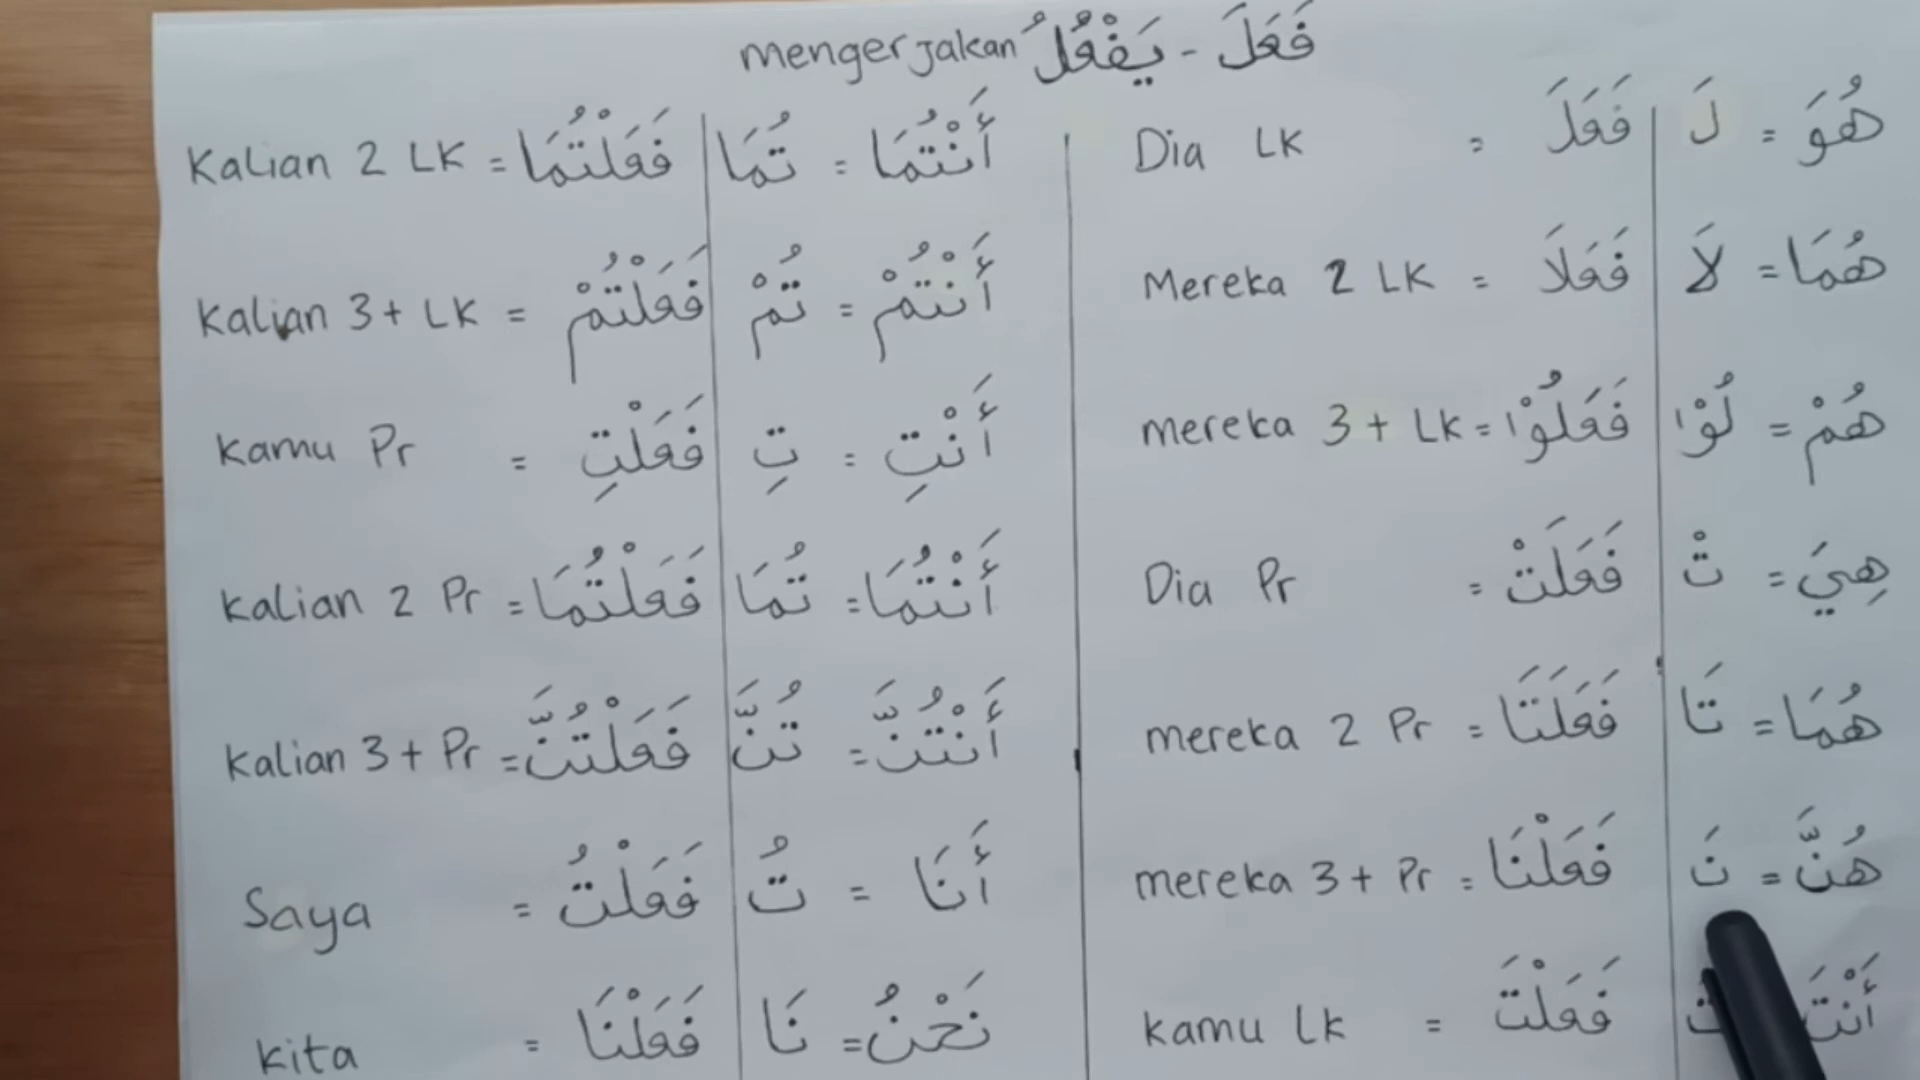 فَعَلَ - يَفْعُلُ mengerjakan
هُوَ = لَ فَعَلَ = Dia LK
هُمَا = لَا فَعَلَا = Mereka 2 LK
هُمْ = لُوْا فَعَلُوْا = mereka 3+ Lk
هِيَ = تْ فَعَلَتْ = Dia Pr
هُمَا = تَا فَعَلَتَا = mereka 2 Pr
هُنَّ = نَ فَعَلْنَا = mereka 3+ Pr
أَنْتَ تَ فَعَلْتَ = kamu lk
أَنْتُمَا = تُمَا فَعَلْتُمَا = Kalian 2 LK
أَنْتُمْ = تُمْ فَعَلْتُمْ = Kalian 3+ LK
أَنْتِ = تِ فَعَلْتِ = Kamu Pr
أَنْتُمَا = تُمَا فَعَلْتُمَا = Kalian 2 Pr
أَنْتُنَّ = تُنَّ فَعَلْتُنَّ = Kalian 3+ Pr
أَنَا = تُ فَعَلْتُ = Saya
نَحْنُ = نَا فَعَلْنَا = kita